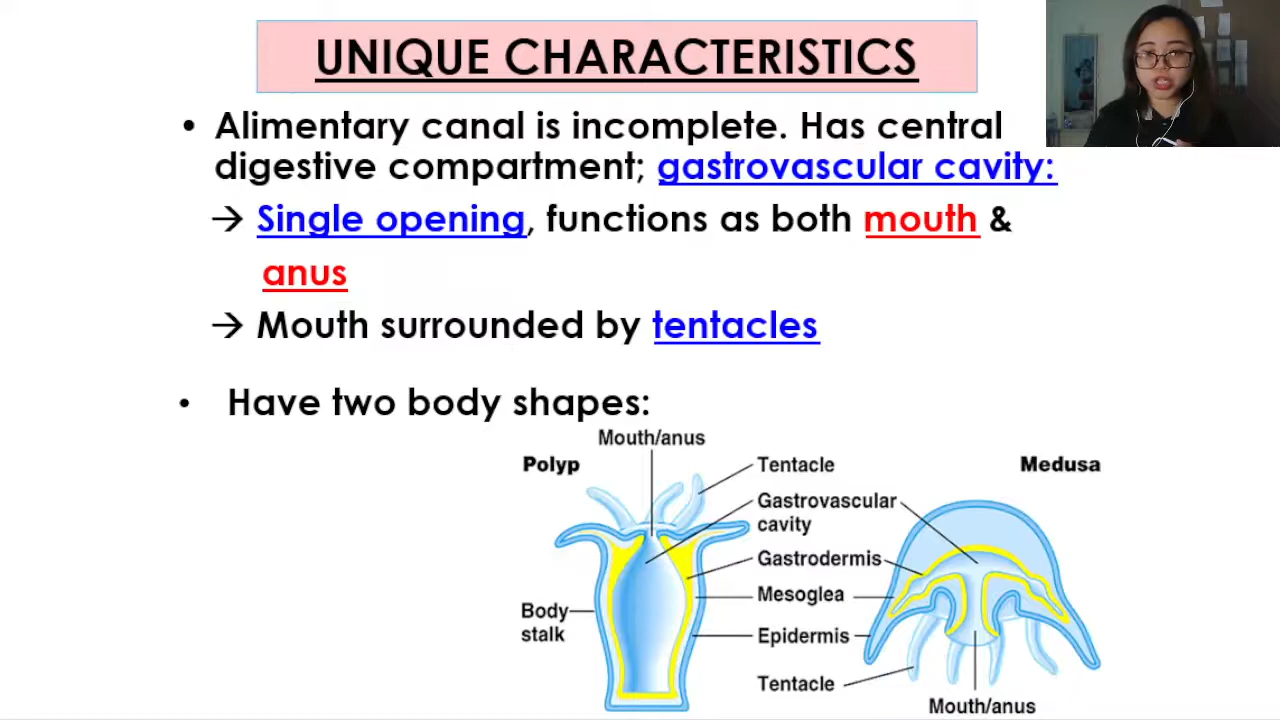 UNIQUE CHARACTERISTICS
• Alimentary canal is incomplete. Has central
digestive compartment; gastrovascular cavity:
→ Single opening, functions as both mouth &
anus
→ Mouth surrounded by tentacles
• Have two body shapes:
Mouth/anus
Polyp
Tentacle
Medusa
Gastrovascular
cavity
Gastrodermis
Mesoglea
Body
stalk
Epidermis
Tentacle
Mouth/anus